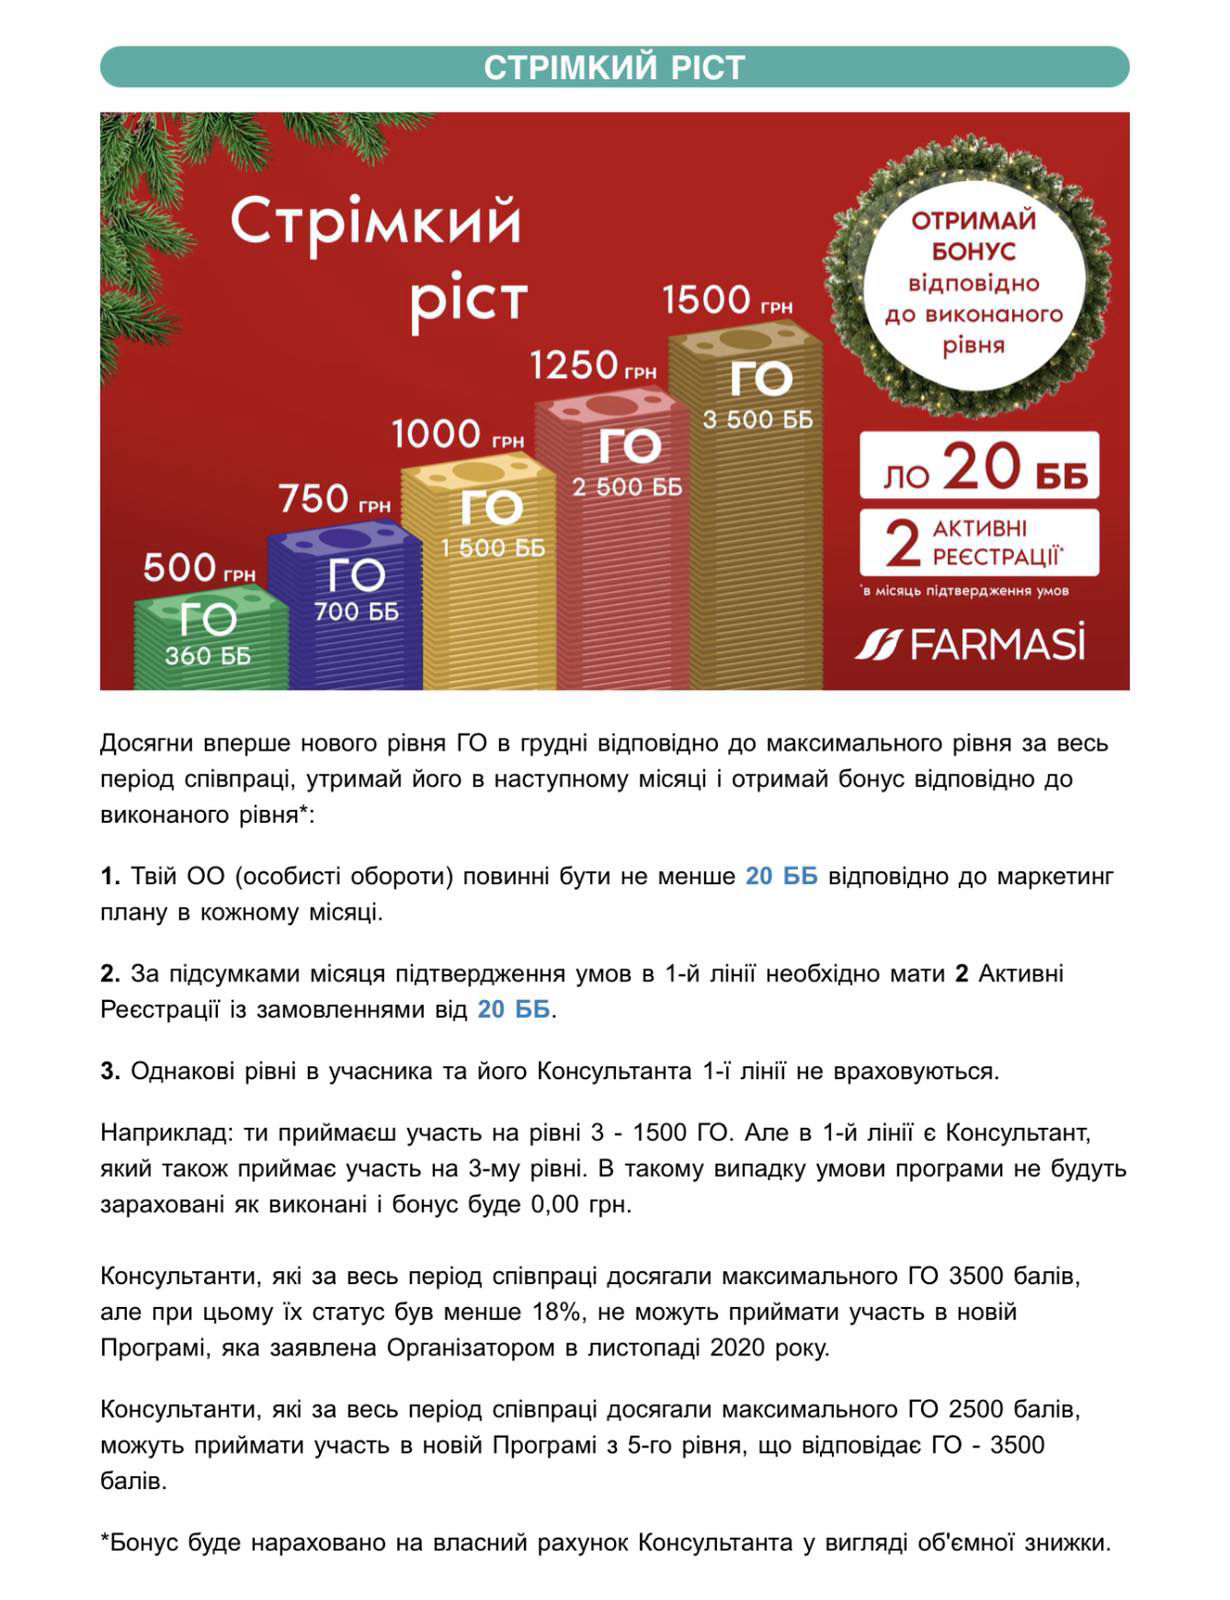 СТРІМКИЙ РІСТ
Стрімкий
ріст
500 ГРН
ГО
360 ББ
750 ГРН
ГО
700 ББ
1000 ГРН
ГО
1 500 ББ
1250 ГРН
ГО
2 500 ББ
1500 ГРН
ГО
3 500 ББ
ОТРИМАЙ
БОНУС
відповідно
до виконаного
рівня
ЛО 20 ББ
2 АКТИВНІ
РЕЄСТРАЦІЇ*
*в місяць підтвердження умов
FARMASİ
Досягни вперше нового рівня ГО в грудні відповідно до максимального рівня за весь
період співпраці, утримай його в наступному місяці і отримай бонус відповідно до
виконаного рівня*:
1. Твій ОО (особисті обороти) повинні бути не менше 20 ББ відповідно до маркетинг
плану в кожному місяці.
2. За підсумками місяця підтвердження умов в 1-й лінії необхідно мати 2 Активні
Реєстрації із замовленнями від 20 ББ.
3. Однакові рівні в учасника та його Консультанта 1-ї лінії не враховуються.
Наприклад: ти приймаєш участь на рівні 3 - 1500 ГО. Але в 1-й лінії є Консультант,
який також приймає участь на 3-му рівні. В такому випадку умови програми не будуть
зараховані як виконані і бонус буде 0,00 грн.
Консультанти, які за весь період співпраці досягали максимального ГО 3500 балів,
але при цьому їх статус був менше 18%, не можуть приймати участь в новій
Програмі, яка заявлена Організатором в листопаді 2020 року.
Консультанти, які за весь період співпраці досягали максимального ГО 2500 балів,
можуть приймати участь в новій Програмі з 5-го рівня, що відповідає ГО - 3500
балів.
*Бонус буде нараховано на власний рахунок Консультанта у вигляді об'ємної знижки.